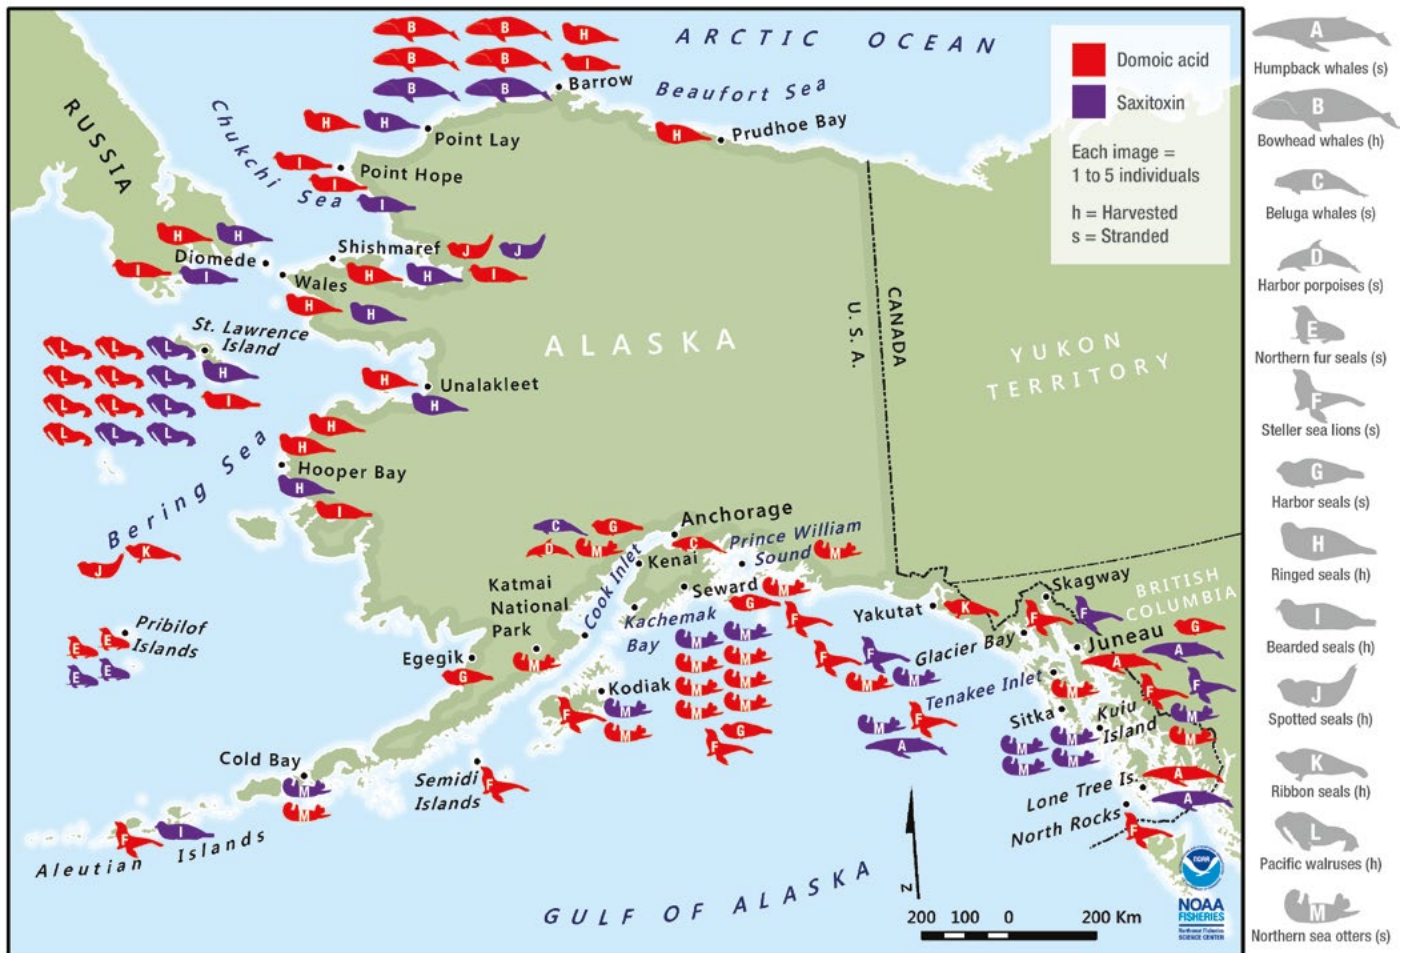 ARCTIC OCEAN
Beaufort Sea
Chukchi Sea
RUSSIA
Barrow
Point Lay
Prudhoe Bay
Point Hope
Shishmaref
Diomede
Wales
St. Lawrence
Island
ALASKA
U. S. A.
CANADA
YUKON
TERRITORY
Unalakleet
Hooper Bay
Bering Sea
Anchorage
Prince William
Sound
Cook Inlet
Kenai
Seward
Katmai
National
Park
Kachemak
Bay
Yakutat
Skagway
BRITISH
COLUMBIA
Glacier Bay
Juneau
Pribilof
Islands
Egegik
Kodiak
Tenakee Inlet
Sitka
Kuiu
Island
Cold Bay
Semidi
Islands
Lone Tree Is.
North Rocks
Aleutian Islands
GULF OF ALASKA
Z
200 100 0 200 Km
NOAA
FISHERIES
Northwest Fisheries
SCIENCE CENTER
Domoic acid
Saxitoxin
Each image =
1 to 5 individuals
h = Harvested
s = Stranded
B B H
B B I
B B
H H
H
I
I
I
H H
J J
I I
H H I
H H
L L L
H
L L L
L L L
I
L L L
H
H
H
H
H
I
C G
D M
C
M
K
J
E E
E E
M
G
M
G
F
M M
M M
M M
M M
G
F
F M
M
F
F F
M M
M F
A
K
F F
G
A A
F F
M
M
M
M M
M M
A
A
F
M
M
F I
A
Humpback whales (s)
B
Bowhead whales (h)
C
Beluga whales (s)
D
Harbor porpoises (s)
E
Northern fur seals (s)
F
Steller sea lions (s)
G
Harbor seals (s)
H
Ringed seals (h)
I
Bearded seals (h)
J
Spotted seals (h)
K
Ribbon seals (h)
L
Pacific walruses (h)
M
Northern sea otters (s)